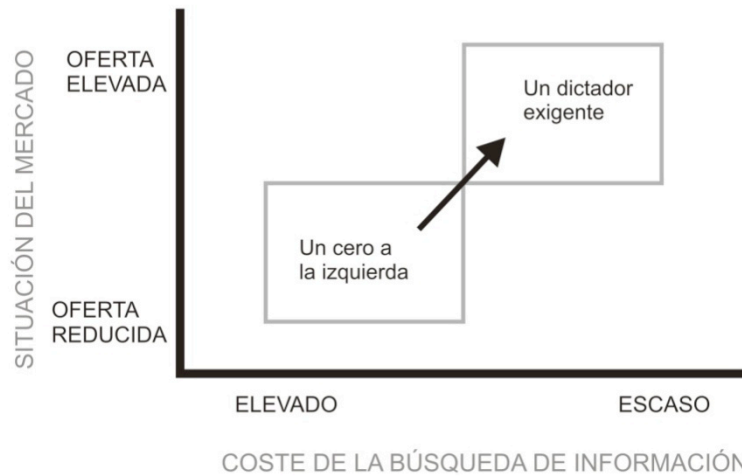 SITUACIÓN DEL MERCADO
OFERTA
ELEVADA
Un dictador
exigente
Un cero a
la izquierda
OFERTA
REDUCIDA
ELEVADO
ESCASO
COSTE DE LA BÚSQUEDA DE INFORMACIÓN